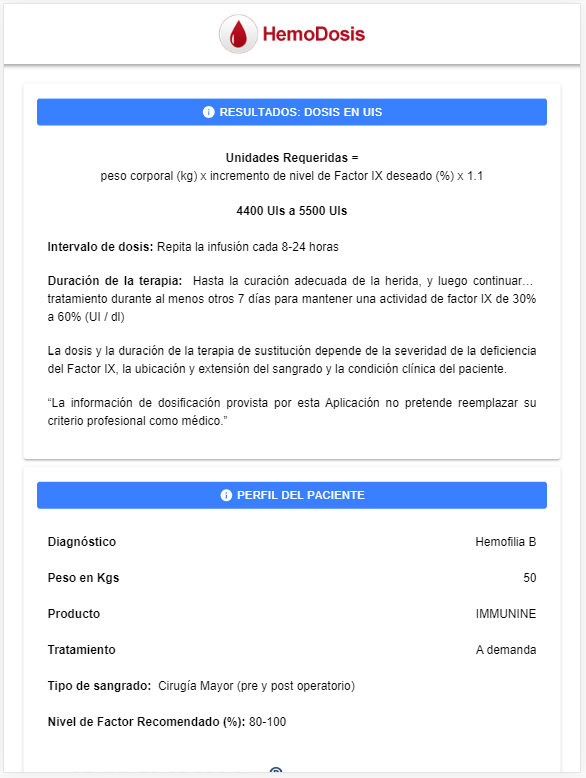 HemoDosis
RESULTADOS: DOSIS EN UIS
Unidades Requeridas =
peso corporal (kg) x incremento de nivel de Factor IX deseado (%) x 1.1
4400 UIs a 5500 UIs
Intervalo de dosis: Repita la infusión cada 8-24 horas
Duración de la terapia: Hasta la curación adecuada de la herida, y luego continuar...
tratamiento durante al menos otros 7 días para mantener una actividad de factor IX de 30%
a 60% (UI / dl)
La dosis y la duración de la terapia de sustitución depende de la severidad de la deficiencia
del Factor IX, la ubicación y extensión del sangrado y la condición clínica del paciente.
“La información de dosificación provista por esta Aplicación no pretende reemplazar su
criterio profesional como médico.”
PERFIL DEL PACIENTE
Diagnóstico Hemofilia B
Peso en Kgs 50
Producto IMMUNINE
Tratamiento A demanda
Tipo de sangrado: Cirugía Mayor (pre y post operatorio)
Nivel de Factor Recomendado (%): 80-100